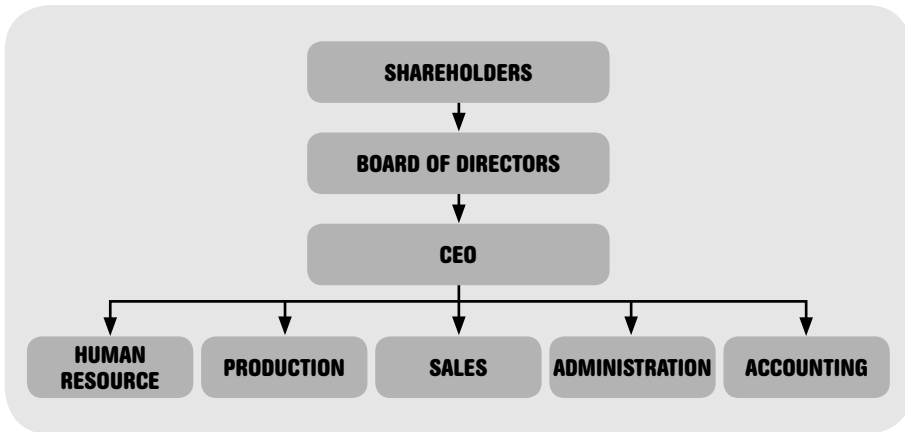 SHAREHOLDERS
BOARD OF DIRECTORS
CEO
HUMAN
RESOURCE
PRODUCTION
SALES
ADMINISTRATION
ACCOUNTING